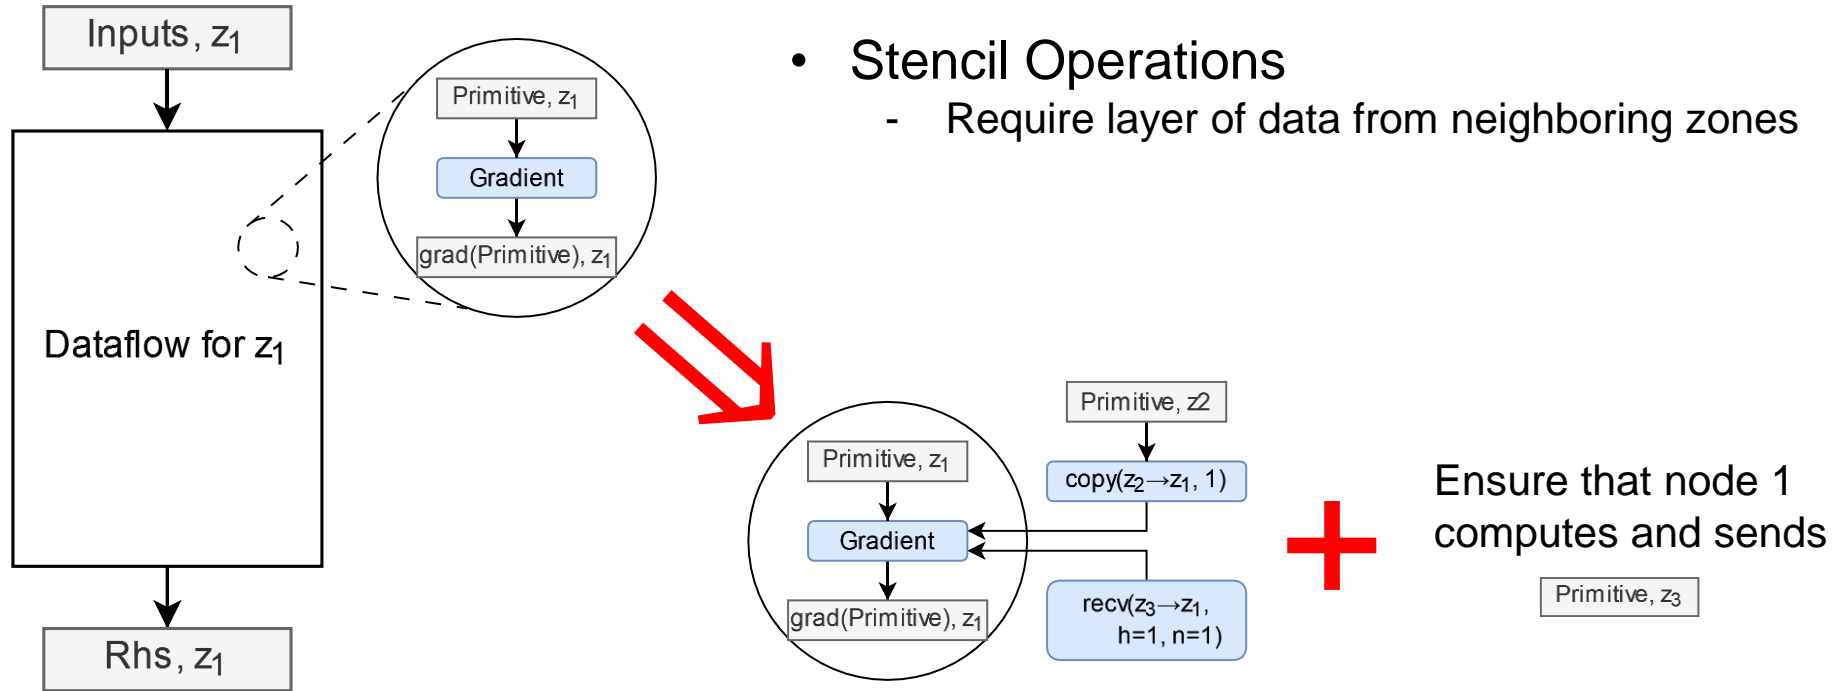 Inputs, z₁
Dataflow for z₁
Rhs, z₁
Primitive, z₁
Gradient
grad(Primitive), z₁
• Stencil Operations
- Require layer of data from neighboring zones
Primitive, z₁
Gradient
grad(Primitive), z₁
Primitive, z2
copy(z₂→z₁, 1)
recv(z₃→z₁,
h=1, n=1)
Ensure that node 1
computes and sends
Primitive, z₃